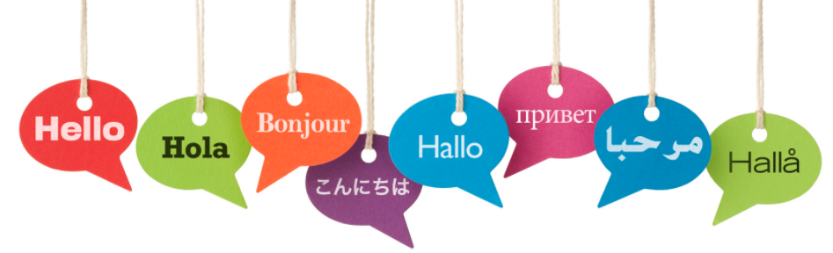 Hello
Hola
Bonjour
こんにちは
Hallo
привет
مرحبا
Hallå